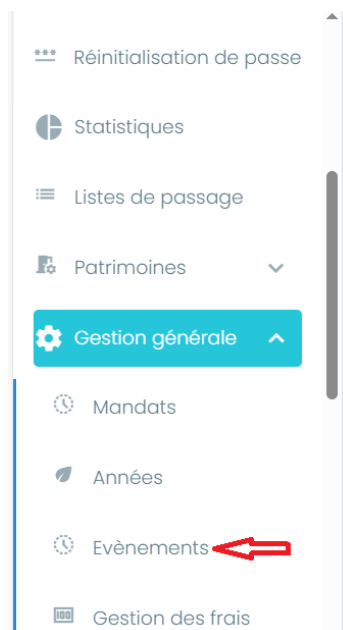 Réinitialisation de passe
Statistiques
Listes de passage
Patrimoines
Gestion générale
Mandats
Années
Evènements
Gestion des frais